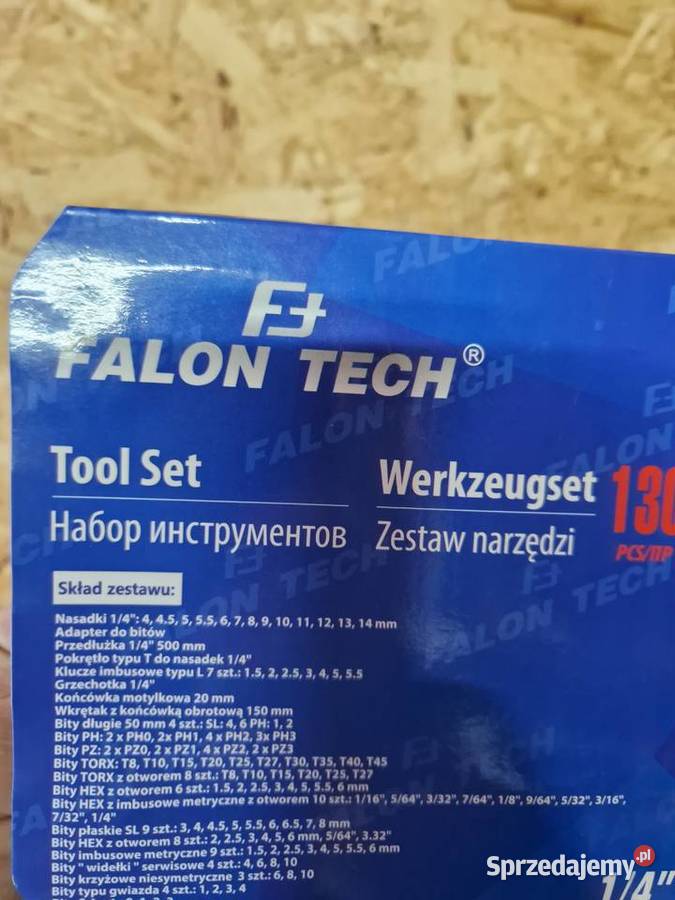 FALON TECH®
Tool Set
Werkzeugset
130
Набор инструментов
Zestaw narzędzi
PCS/ПР
Skład zestawu:
Nasadki 1/4": 4, 4.5, 5, 5.5, 6, 7, 8, 9, 10, 11, 12, 13, 14 mm
Adapter do bitów
Przedłużka 1/4" 500 mm
Pokrętło typu T do nasadek 1/4"
Klucze imbusowe typu L 7 szt.: 1.5, 2, 2.5, 3, 4, 5, 5.5
Grzechotka 1/4"
Końcówka motylkowa 20 mm
Wkrętak z końcówką obrotową 150 mm
Bity długie 50 mm 4 szt.: SL: 4, 6 PH: 1, 2
Bity PH: 2 x PH0, 2x PH1, 4 x PH2, 3x PH3
Bity PZ: 2 x PZ0, 2 x PZ1, 4 x PZ2, 2 x PZ3
Bity TORX: T8, T10, T15, T20, T25, T27, T30, T35, T40, T45
Bity TORX z otworem 8 szt.: T8, T10, T15, T20, T25, T27
Bity HEX z otworem 6 szt.: 1.5, 2, 2.5, 3, 4, 5, 5.5, 6 mm
Bity HEX z imbusowe metryczne z otworem 10 szt.: 1/16", 5/64", 3/32", 7/64", 1/8", 9/64", 5/32", 3/16",
7/32", 1/4"
Bity płaskie SL 9 szt.: 3, 4, 4.5, 5, 5.5, 6, 6.5, 7, 8 mm
Bity HEX z otworem 8 szt.: 2, 2.5, 3, 4, 5, 6 mm, 5/64", 3.32"
Bity imbusowe metryczne 9 szt.: 1.5, 2, 2.5, 3, 4, 5, 5.5, 6 mm
Bity " widełki " serwisowe 4 szt.: 4, 6, 8, 10
Bity krzyżowe niesymetryczne 3 szt.: 6, 8, 10
Bity typu gwiazda 4 szt.: 1, 2, 3, 4
1/4"
Sprzedajemy.pl